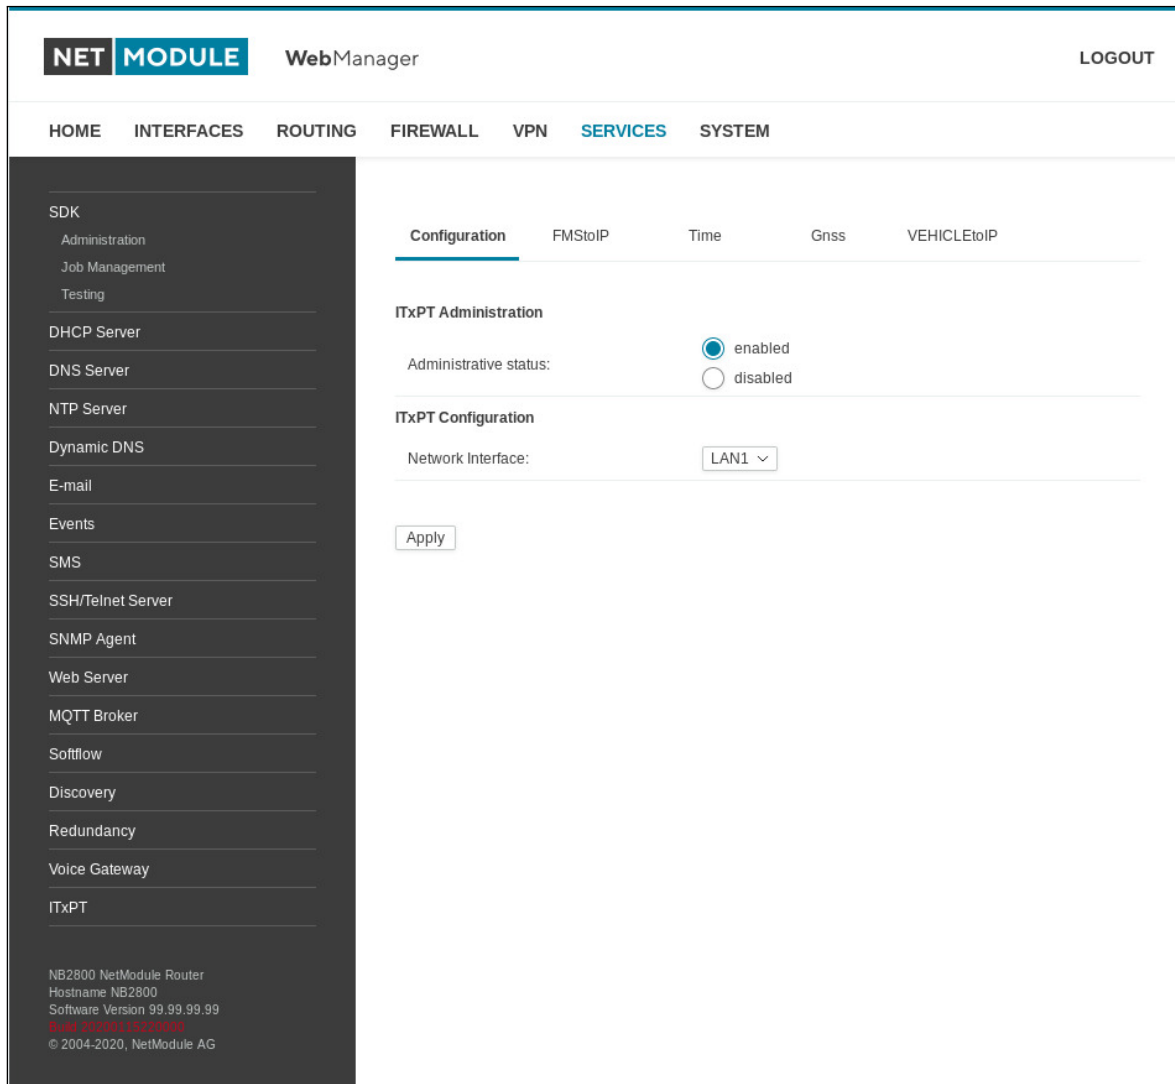 NET MODULE WebManager LOGOUT
HOME INTERFACES ROUTING FIREWALL VPN SERVICES SYSTEM
SDK
Administration
Job Management
Testing
DHCP Server
DNS Server
NTP Server
Dynamic DNS
E-mail
Events
SMS
SSH/Telnet Server
SNMP Agent
Web Server
MQTT Broker
Softflow
Discovery
Redundancy
Voice Gateway
ITxPT
NB2800 NetModule Router
Hostname NB2800
Software Version 99.99.99.99
Build
© 2004-2020, NetModule AG
Configuration FMStoIP Time Gnss VEHICLEtoIP
ITxPT Administration
Administrative status:
enabled
disabled
ITxPT Configuration
Network Interface: LAN1
Apply